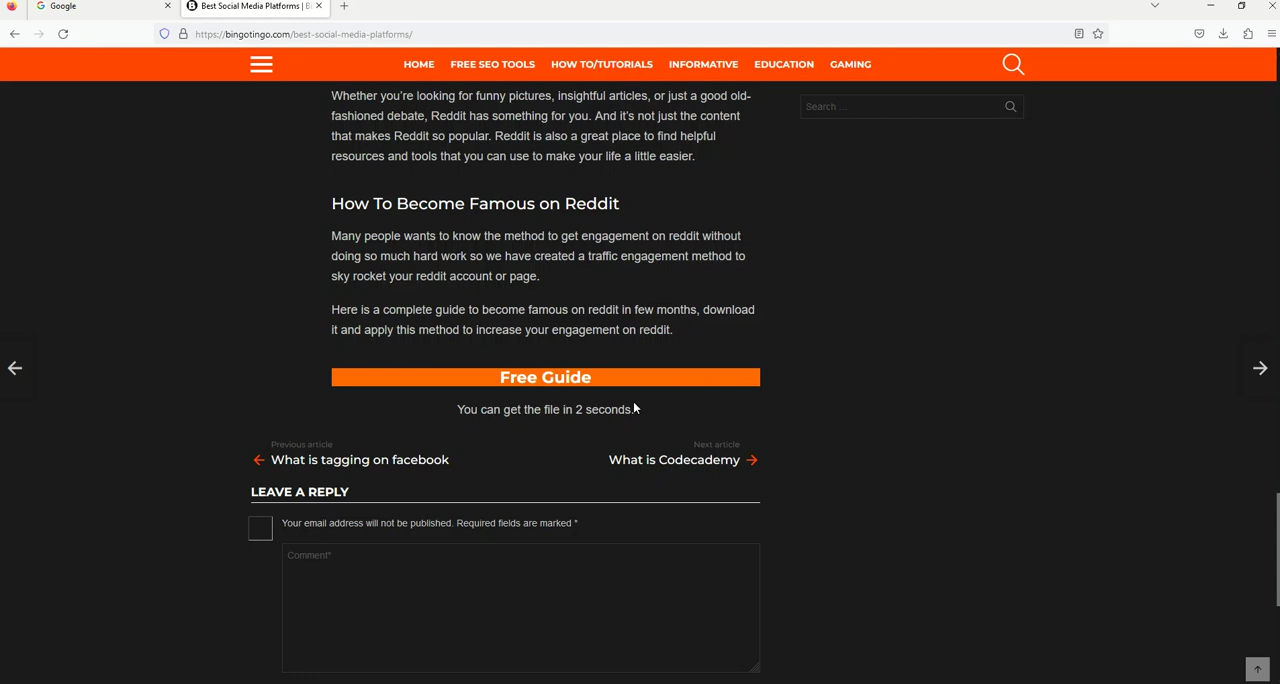 Google
Best Social Media Platforms | B
https://bingotingo.com/best-social-media-platforms/
HOME FREE SEO TOOLS HOW TO/TUTORIALS INFORMATIVE EDUCATION GAMING
Whether you're looking for funny pictures, insightful articles, or just a good old-
fashioned debate, Reddit has something for you. And it's not just the content
that makes Reddit so popular. Reddit is also a great place to find helpful
resources and tools that you can use to make your life a little easier.
Search …
How To Become Famous on Reddit
Many people wants to know the method to get engagement on reddit without
doing so much hard work so we have created a traffic engagement method to
sky rocket your reddit account or page.
Here is a complete guide to become famous on reddit in few months, download
it and apply this method to increase your engagement on reddit.
Free Guide
You can get the file in 2 seconds.
Previous article
What is tagging on facebook
Next article
What is Codecademy
LEAVE A REPLY
Your email address will not be published. Required fields are marked *
Comment*